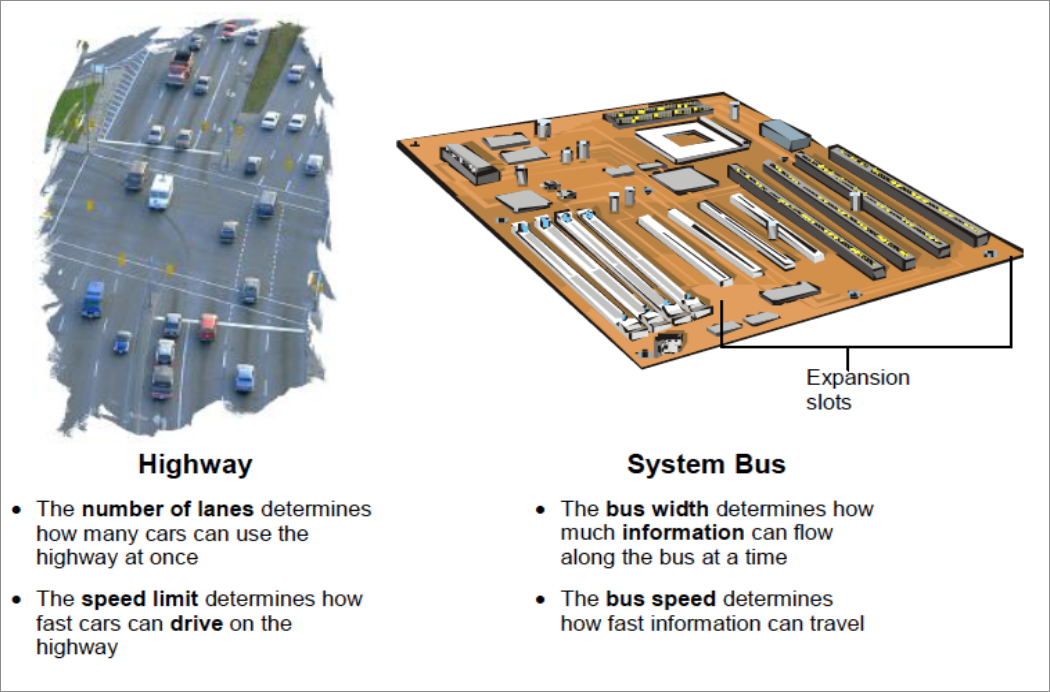 Expansion
slots
Highway
• The number of lanes determines
how many cars can use the
highway at once
• The speed limit determines how
fast cars can drive on the
highway
System Bus
• The bus width determines how
much information can flow
along the bus at a time
• The bus speed determines
how fast information can travel